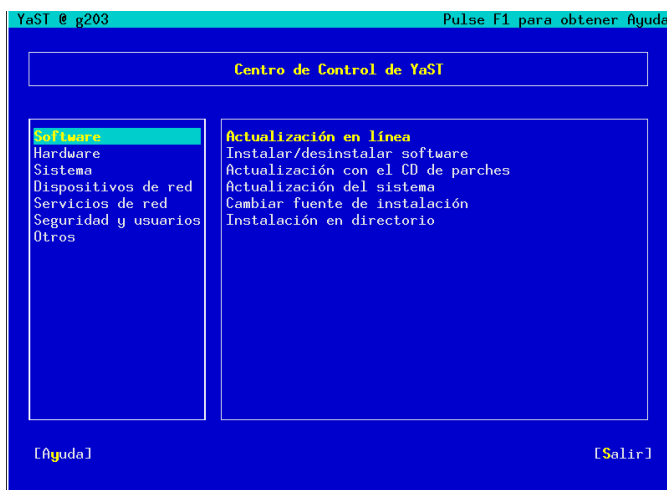 YaST @ g203 Pulse F1 para obtener Ayuda
Centro de Control de YaST
Software
Hardware
Sistema
Dispositivos de red
Servicios de red
Seguridad y usuarios
Otros
Actualización en línea
Instalar/desinstalar software
Actualización con el CD de parches
Actualización del sistema
Cambiar fuente de instalación
Instalación en directorio
[Ayuda] [Salir]